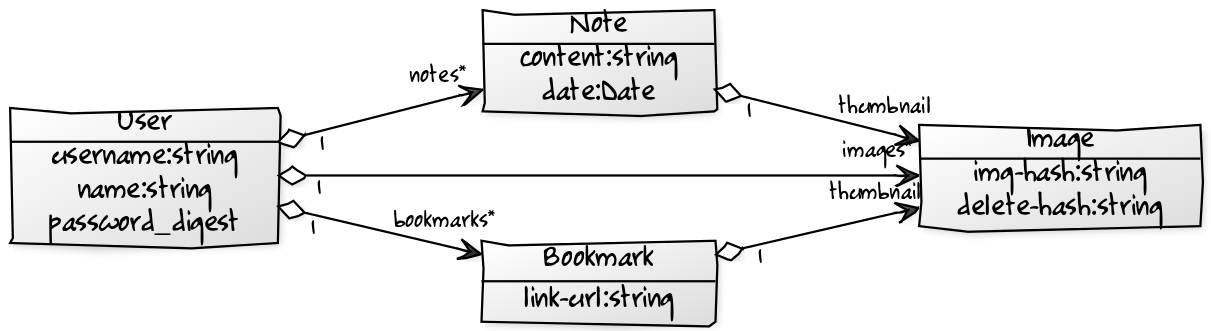 Note
content:string
date:Date
notes*
1
1
thumbnail
User
username:string
name:string
password_digest
images*
1
Image
img-hash:string
delete-hash:string
thumbnail
bookmarks*
1
1
Bookmark
link-url:string